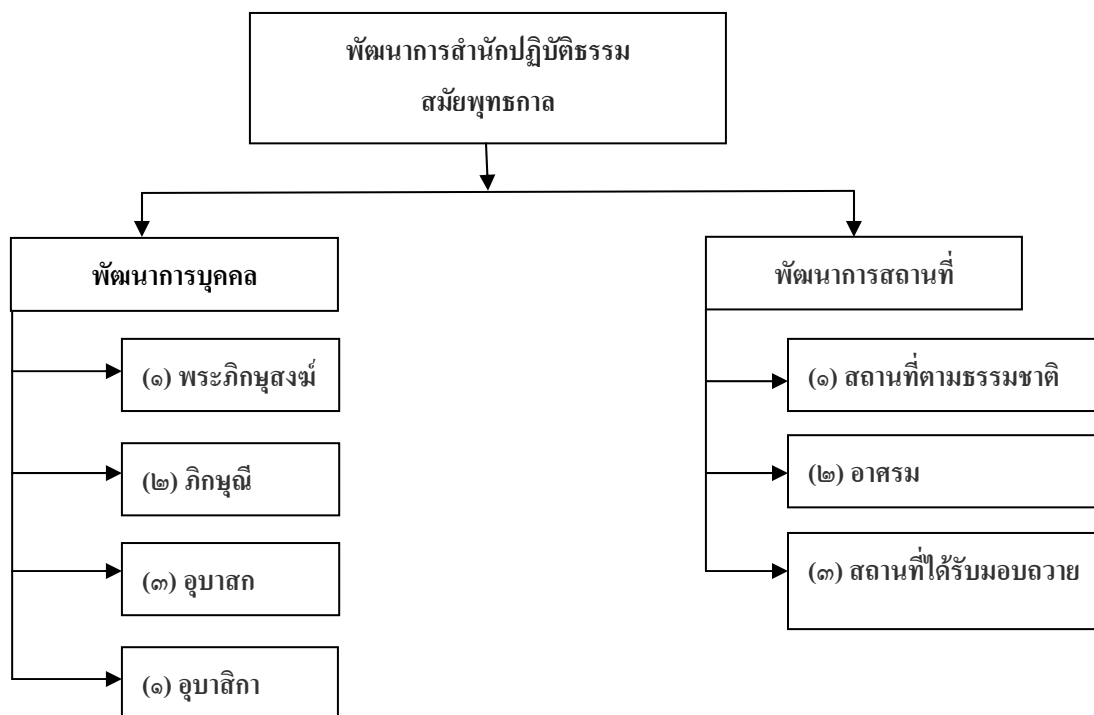 พัฒนาการสำนักปฏิบัติธรรม
สมัยพุทธกาล
พัฒนาการบุคคล
(๑) พระภิกษุสงฆ์
(๒) ภิกษุณี
(๓) อุบาสก
(๑) อุบาสิกา
พัฒนาการสถานที่
(๑) สถานที่ตามธรรมชาติ
(๒) อาศรม
(๓) สถานที่ได้รับมอบถวาย